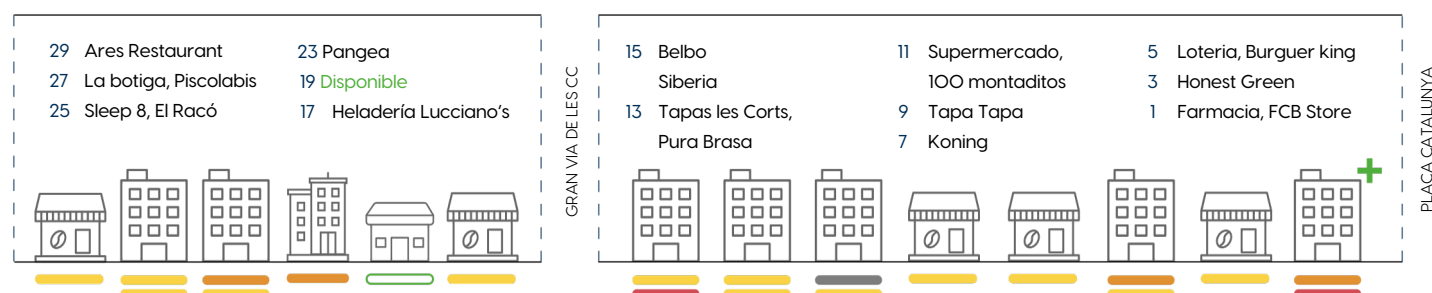 29 Ares Restaurant
27 La botiga, Piscolabis
25 Sleep 8, El Racó
23 Pangea
19 Disponible
17 Heladería Lucciano's
GRAN VIA DE LES CC
15 Belbo
Siberia
13 Tapas les Corts,
Pura Brasa
11 Supermercado,
100 montaditos
9 Tapa Tapa
7 Koning
5 Loteria, Burguer king
3 Honest Green
1 Farmacia, FCB Store
PLAÇA CATALUNYA